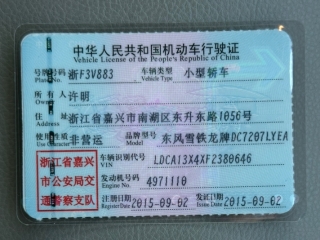 中华人民共和国机动车行驶证
Vehicle License of the People's Republic of China
号牌号码 浙F3V883 车辆类型 小型轿车
Plate No. Vehicle Type
所有人 许明
Owner
住址 浙江省嘉兴市南湖区东升东路1056号
Address
使用性质 非营运 品牌型号 东风雪铁龙牌DC7207LYEA
Use Character Model
浙江省嘉兴
市公安局交
通警察支队
车辆识别代号 LDCA13X4XF2380646
VIN
发动机号码 4971110
Engine No.
注册日期 2015-09-02 发证日期 2015-09-02
Register Date Issue Date